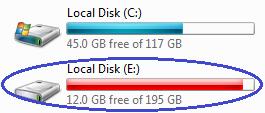 Local Disk (C:)
45.0 GB free of 117 GB
Local Disk (E:)
12.0 GB free of 195 GB